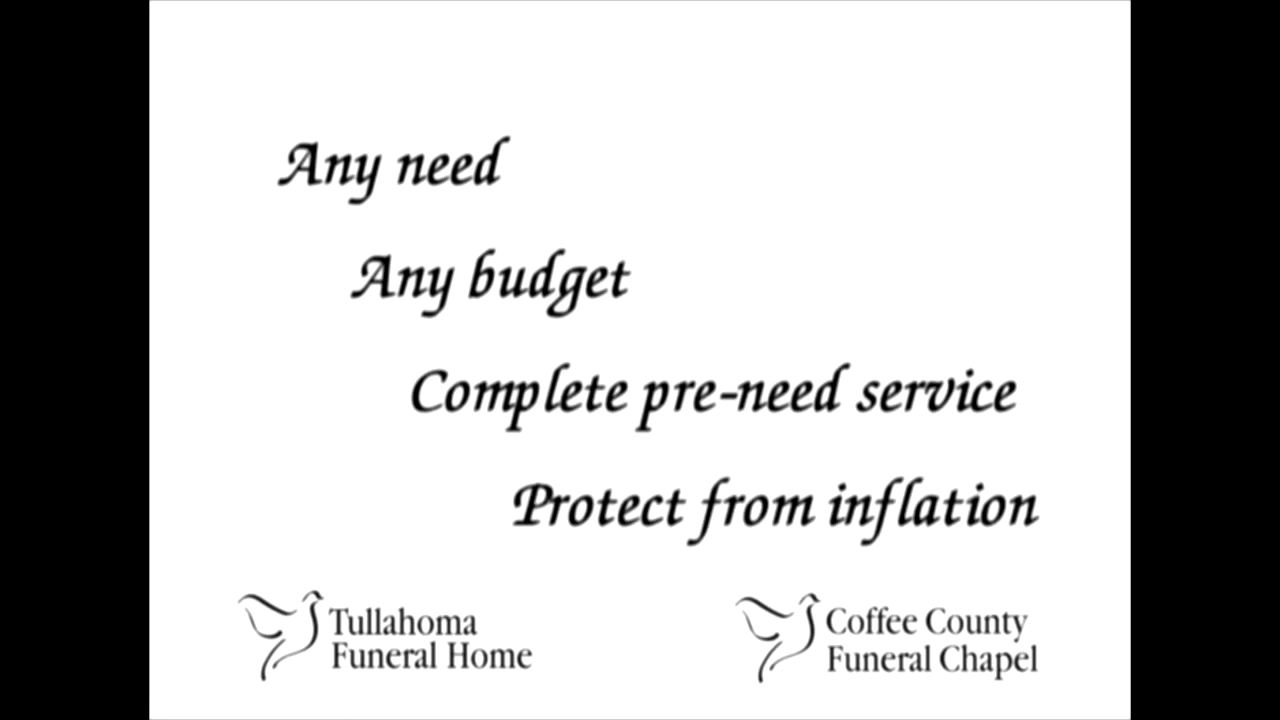 Any need
Any budget
Complete pre-need service
Protect from inflation
Tullahoma
Funeral Home
Coffee County
Funeral Chapel